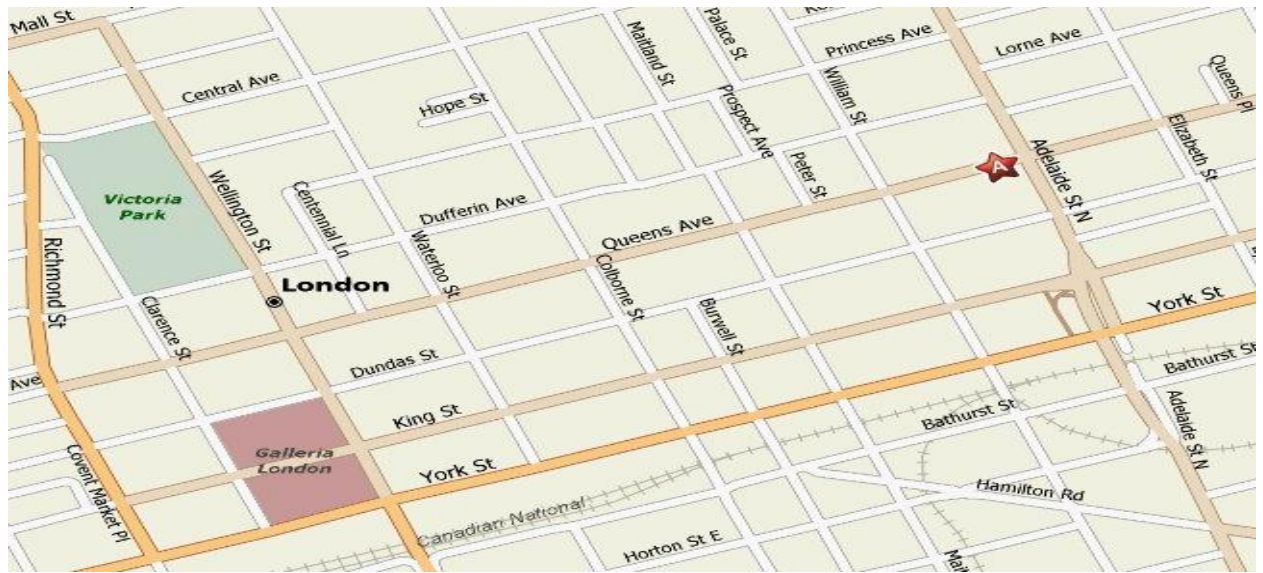 Mall St
Central Ave
Hope St
Maitland St
Palace St
Princess Ave
Lorne Ave
Queens Pl
William St
Prospect Ave
Peter St
Elizabeth St
A
Adelaide St N
Victoria
Park
Wellington St
Centennial Ln
Dufferin Ave
Queens Ave
Waterloo St
Colborne St
Richmond St
London
Clarence St
Burwell St
York St
Ave
Dundas St
King St
Bathurst St
Bathurst St
Adelaide St N
Galleria
London
York St
Covent Market Pl
Hamilton Rd
Canadian National
Horton St E